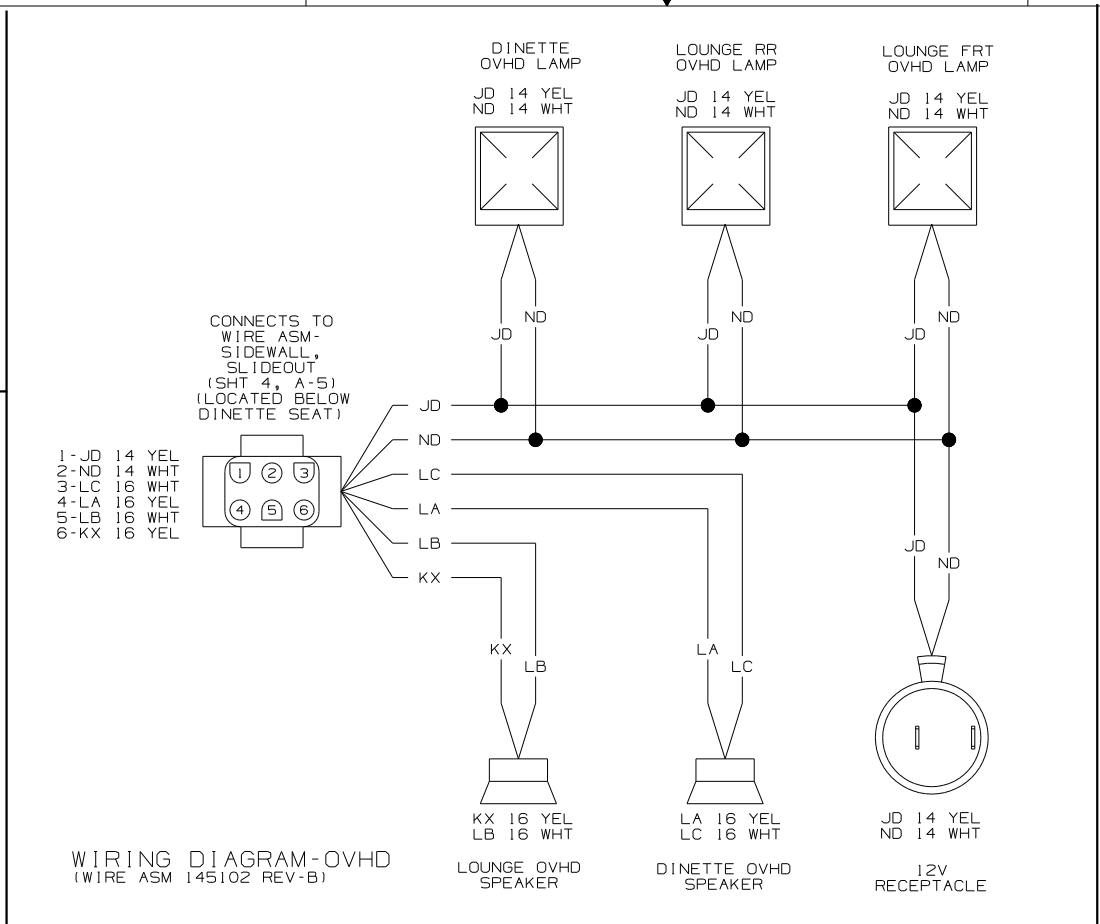 DINETTE
OVHD LAMP
JD 14 YEL
ND 14 WHT
LOUNGE RR
OVHD LAMP
JD 14 YEL
ND 14 WHT
LOUNGE FRT
OVHD LAMP
JD 14 YEL
ND 14 WHT
ND
JD
ND
JD
ND
JD
CONNECTS TO
WIRE ASM-
SIDEWALL,
SLIDEOUT
(SHT 4, A-5)
(LOCATED BELOW
DINETTE SEAT)
1-JD 14 YEL
2-ND 14 WHT
3-LC 16 WHT
4-LA 16 YEL
5-LB 16 WHT
6-KX 16 YEL
1 2 3
4 5 6
JD
ND
LC
LA
LB
KX
JD
ND
KX
LB
LA
LC
KX 16 YEL
LB 16 WHT
LOUNGE OVHD
SPEAKER
LA 16 YEL
LC 16 WHT
DINETTE OVHD
SPEAKER
JD 14 YEL
ND 14 WHT
12V
RECEPTACLE
WIRING DIAGRAM-OVHD
(WIRE ASM 145102 REV-B)